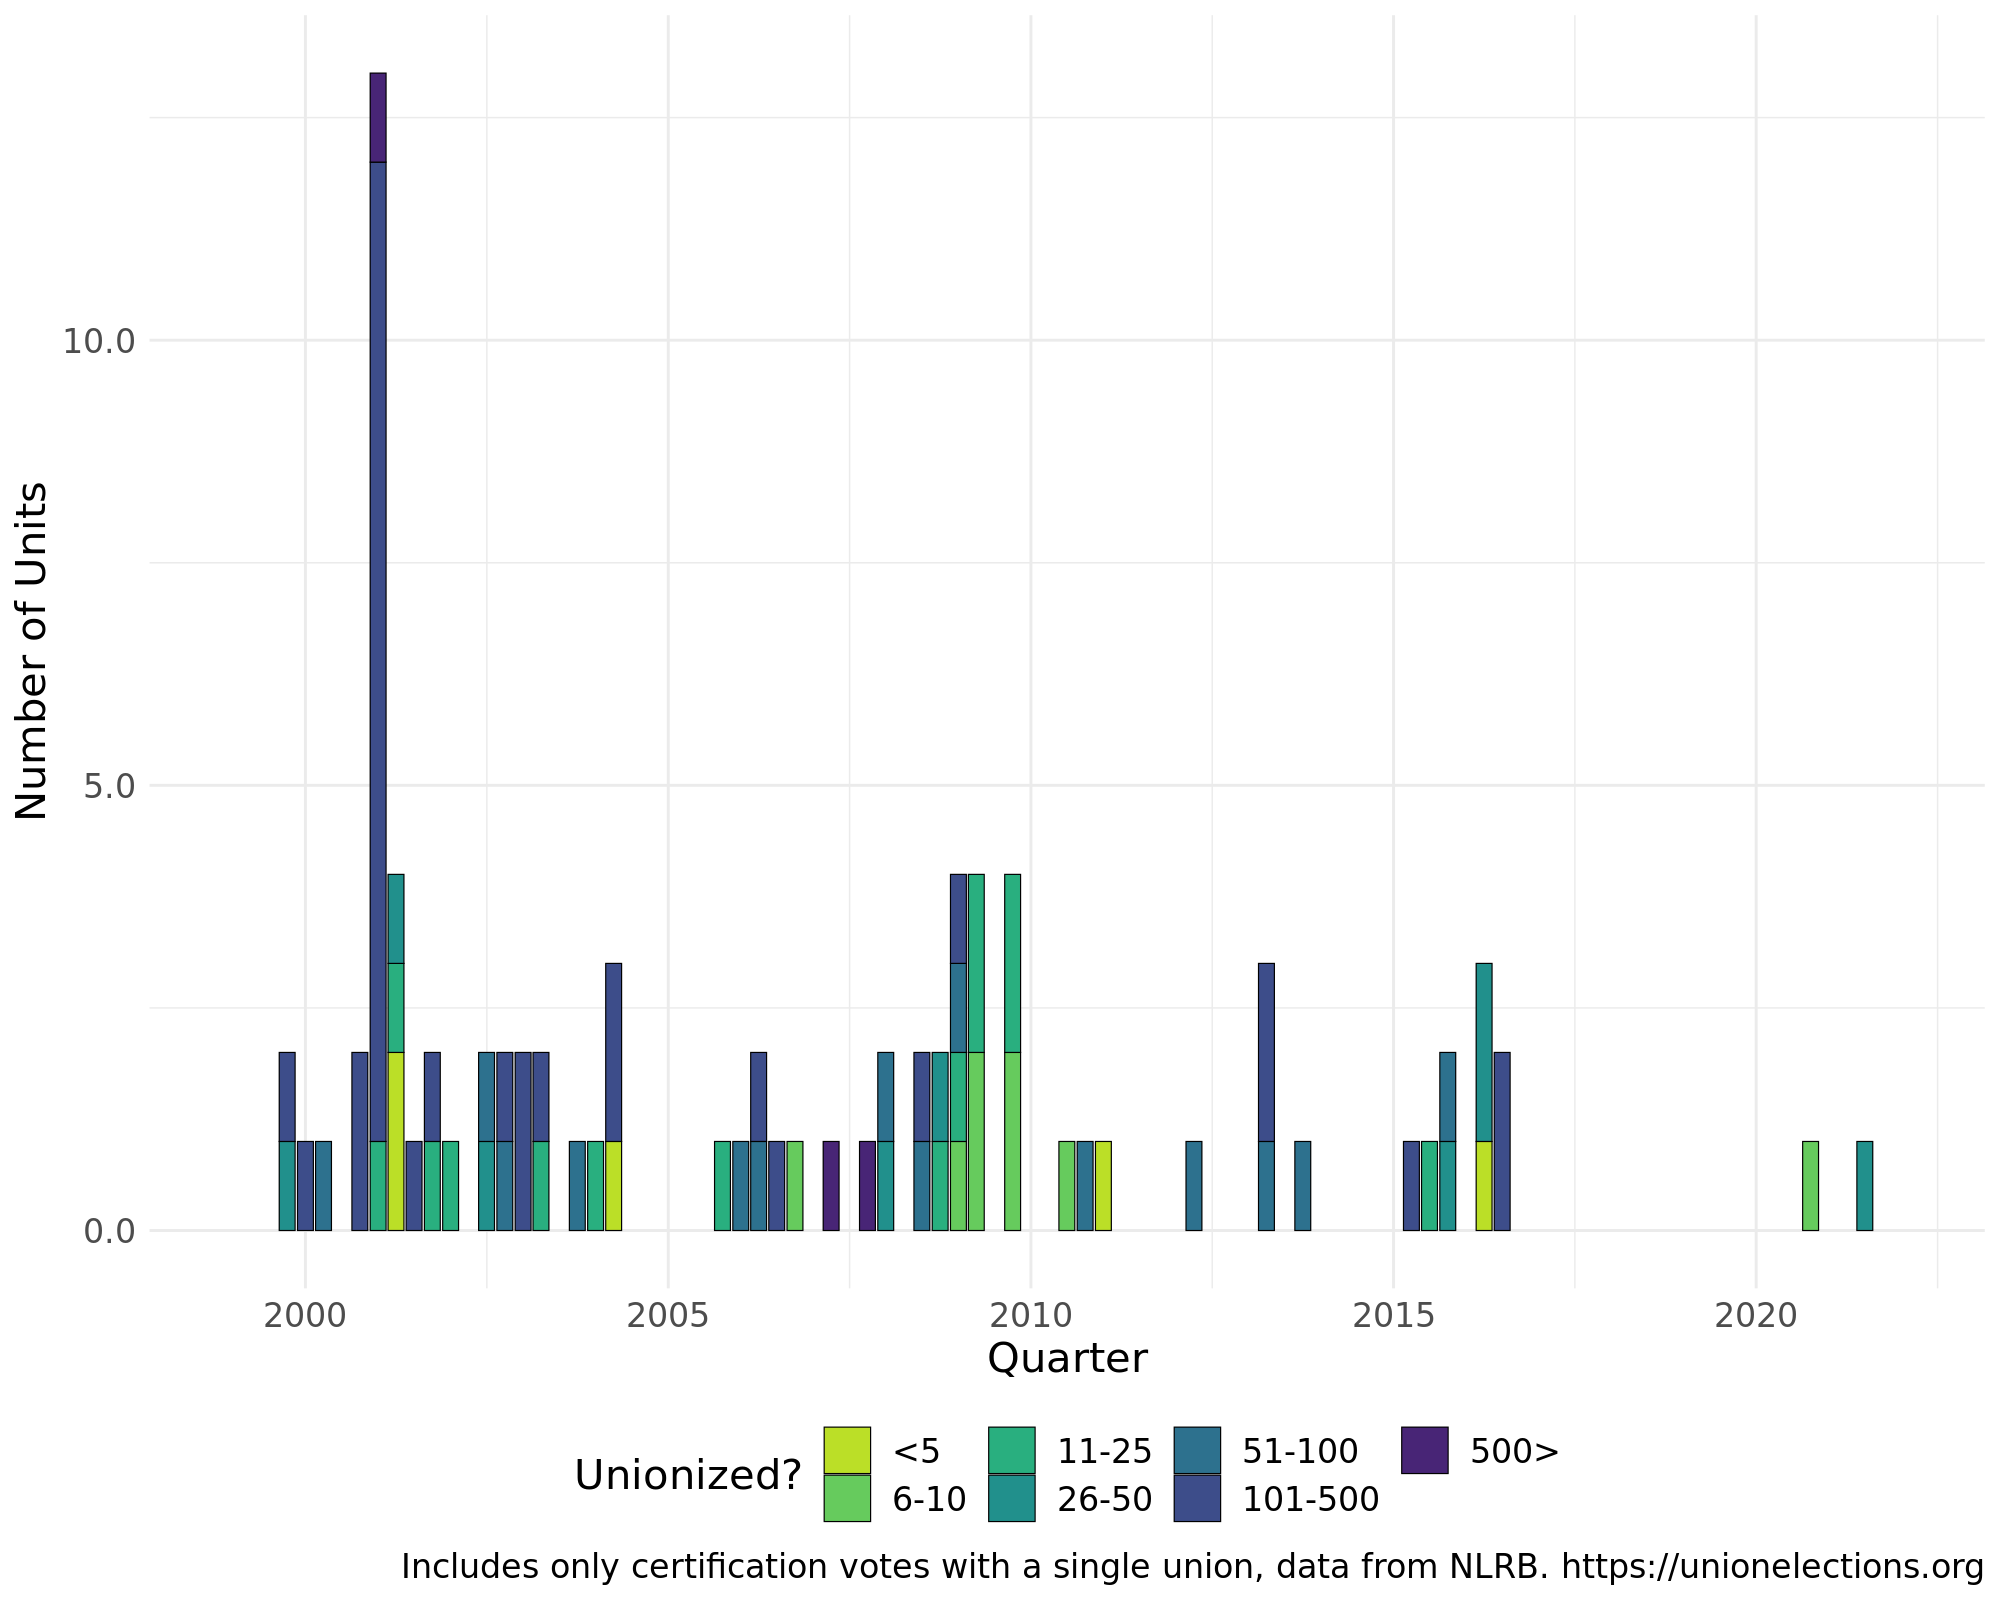 Number of Units
10.0
5.0
0.0
2000 2005 2010 2015 2020
Quarter
Unionized?
<5 11-25 51-100 500>
6-10 26-50 101-500
Includes only certification votes with a single union, data from NLRB. https://unionelections.org